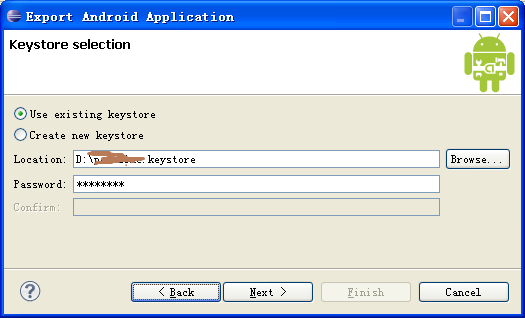 Export Android Application
Keystore selection
Use existing keystore
Create new keystore
Location: D:\ .keystore Browse...
Password: ********
Confirm:
? < Back Next > Finish Cancel